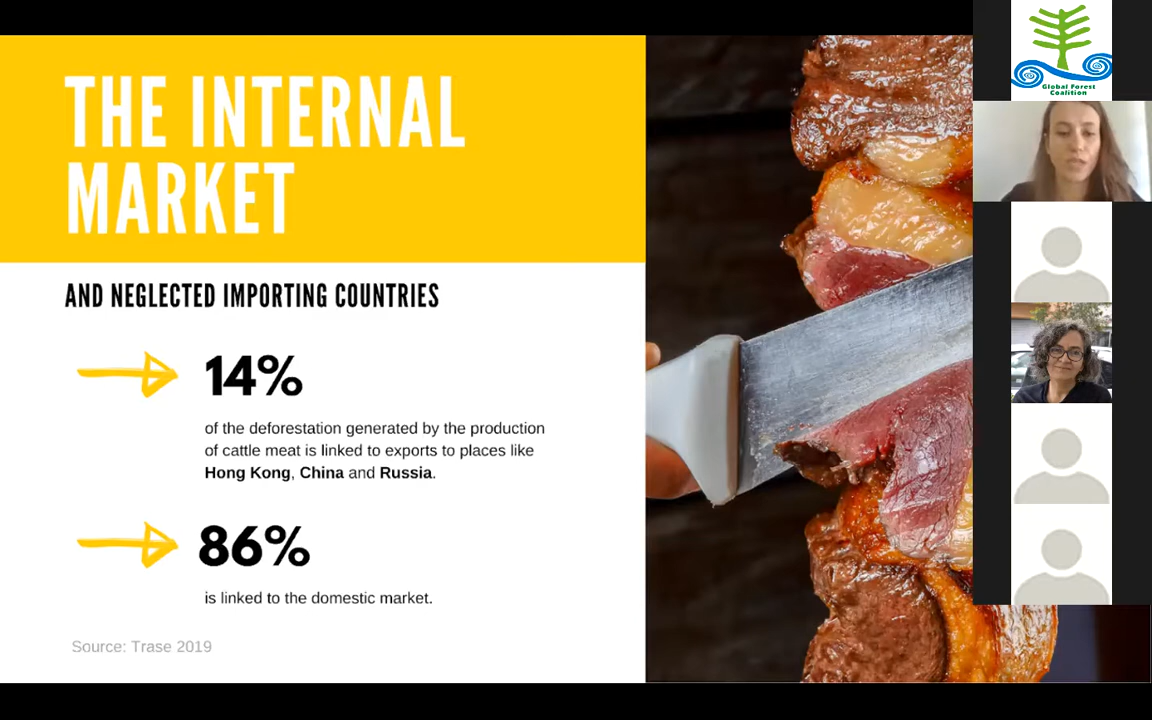 THE INTERNAL
MARKET
AND NEGLECTED IMPORTING COUNTRIES
14%
of the deforestation generated by the production
of cattle meat is linked to exports to places like
Hong Kong, China and Russia.
86%
is linked to the domestic market.
Source: Trase 2019
Global Forest
Coalition